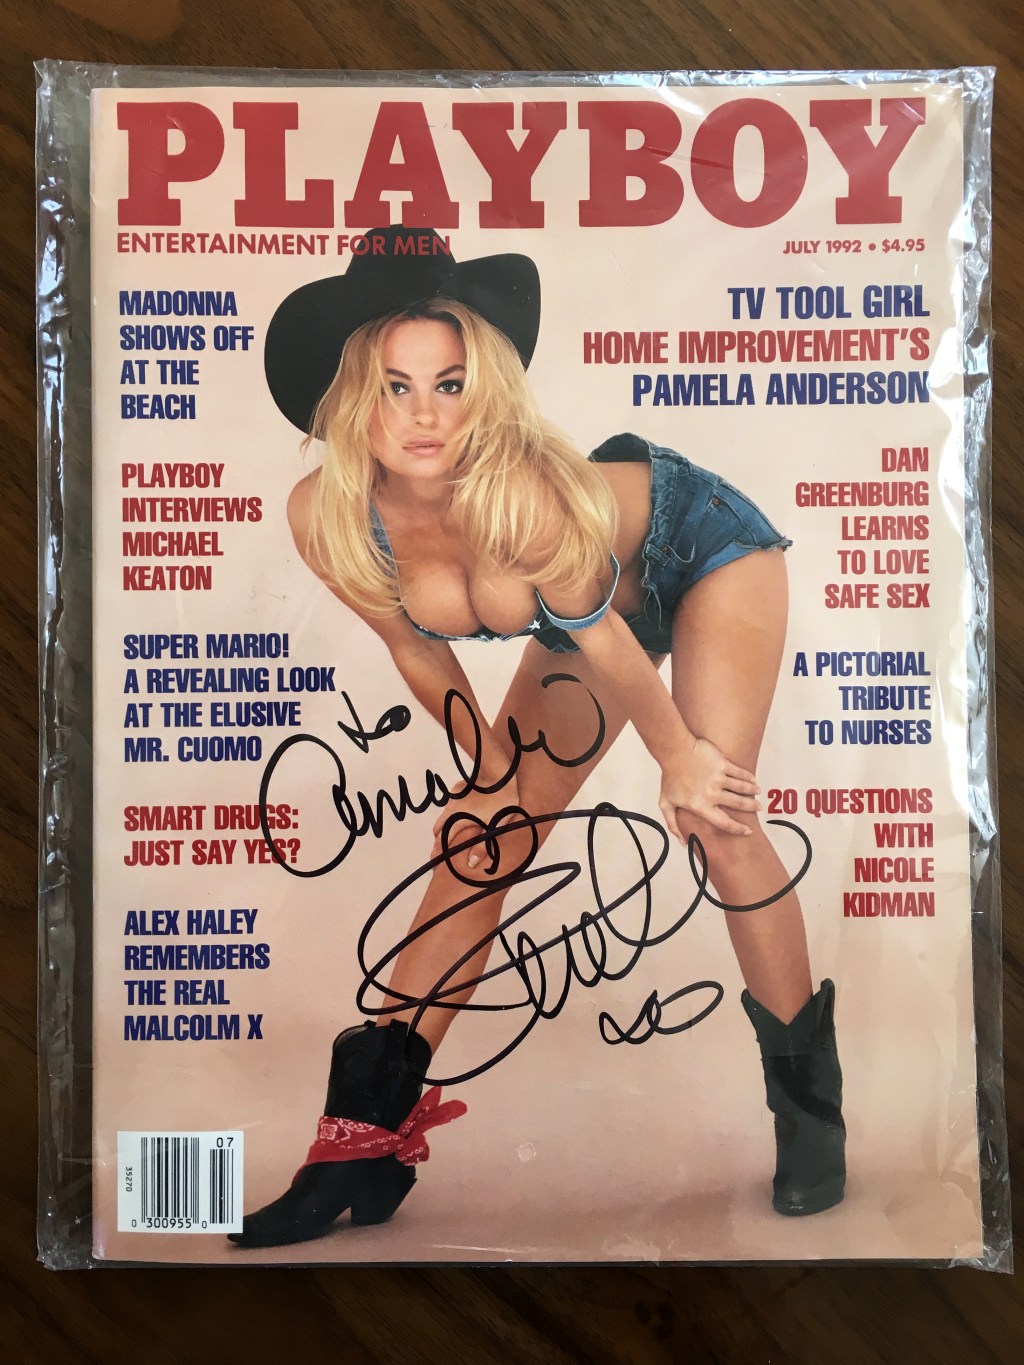 PLAYBOY
ENTERTAINMENT FOR MEN
JULY 1992 • $4.95
MADONNA
SHOWS OFF
AT THE
BEACH
PLAYBOY
INTERVIEWS
MICHAEL
KEATON
SUPER MARIO!
A REVEALING LOOK
AT THE ELUSIVE
MR. CUOMO
SMART DRUGS:
JUST SAY YES?
ALEX HALEY
REMEMBERS
THE REAL
MALCOLM X
TV TOOL GIRL
HOME IMPROVEMENT'S
PAMELA ANDERSON
DAN
GREENBURG
LEARNS
TO LOVE
SAFE SEX
A PICTORIAL
TRIBUTE
TO NURSES
20 QUESTIONS
WITH
NICOLE
KIDMAN
xo
07
35270
0 300955 0